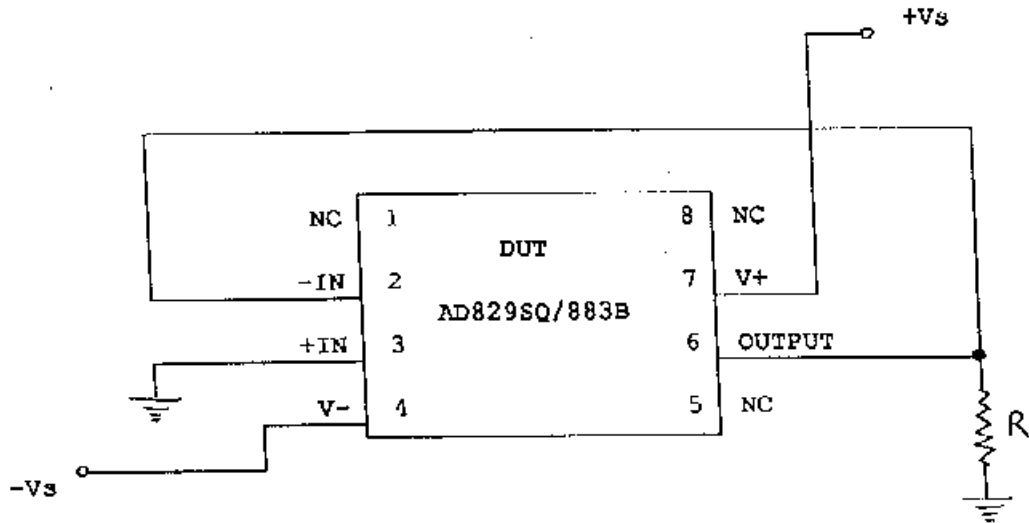 +Vs
NC 1 8 NC
DUT
-IN 2 7 V+
AD829SQ/883B
+IN 3 6 OUTPUT
V- 4 5 NC
R
-Vs